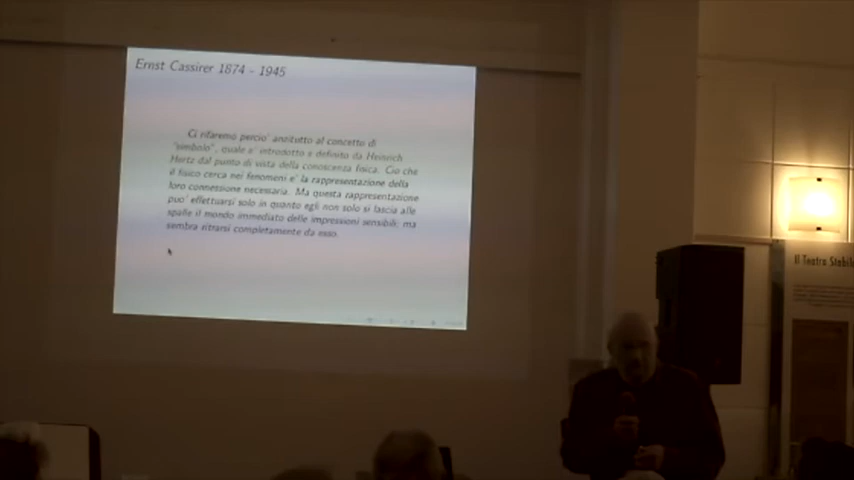 Ernst Cassirer 1874 - 1945
Ci rifaremo percio' anzitutto al concetto di
"simbolo", quale e' introdotto e definito da Heinrich
Hertz dal punto di vista della conoscenza fisica. Cio che
il fisico cerca nei fenomeni e' la rappresentazione della
loro connessione necessaria. Ma questa rappresentazione
puo' effettuarsi solo in quanto egli non solo si lascia alle
spalle il mondo immediato delle impressioni sensibili, ma
sembra ritrarsi completamente da esso.
Il Teatro Stabil